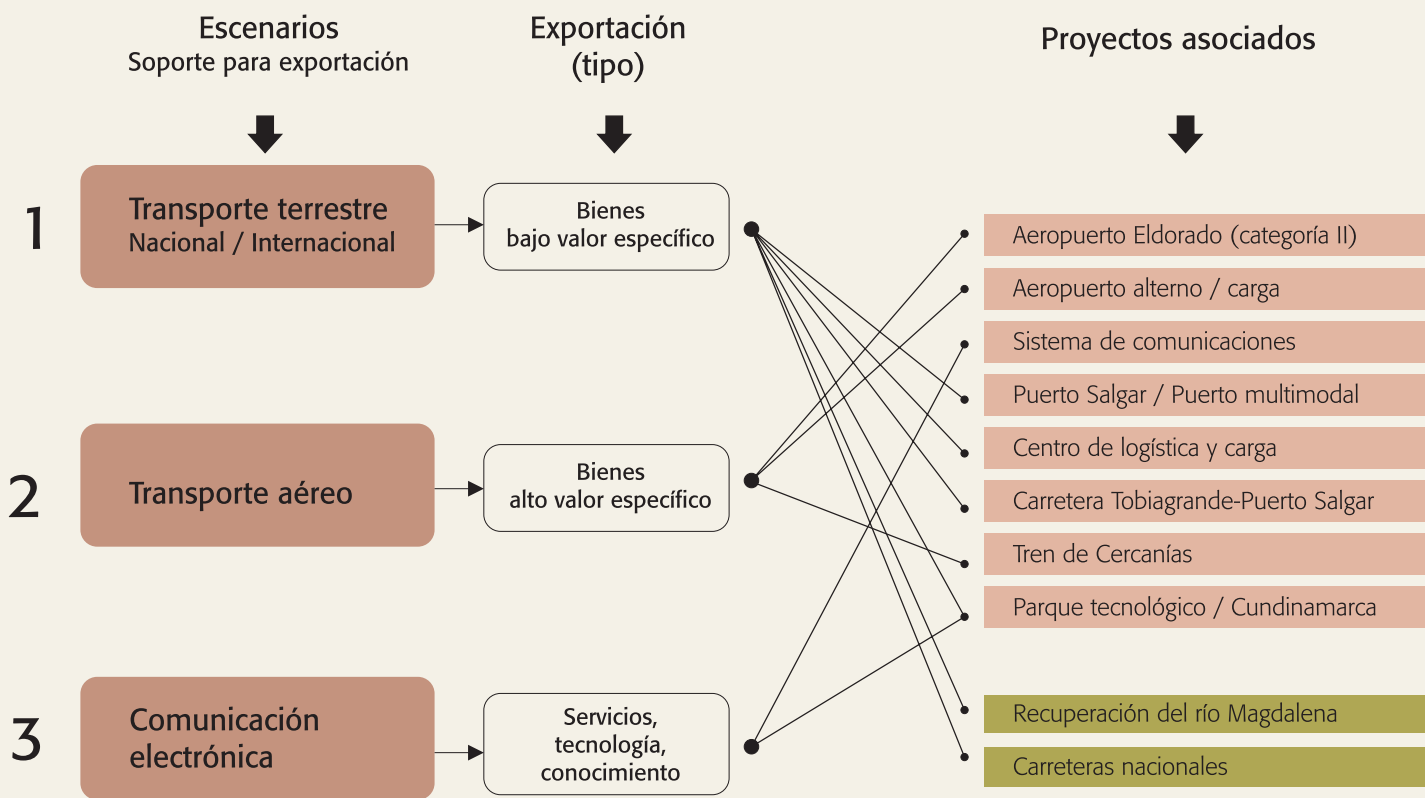 Escenarios
Soporte para exportación
Exportación
(tipo)
Proyectos asociados
1
Transporte terrestre
Nacional / Internacional
Bienes
bajo valor específico
2
Transporte aéreo
Bienes
alto valor específico
3
Comunicación
electrónica
Servicios,
tecnología,
conocimiento
Aeropuerto Eldorado (categoría II)
Aeropuerto alterno / carga
Sistema de comunicaciones
Puerto Salgar / Puerto multimodal
Centro de logística y carga
Carretera Tobiagrande-Puerto Salgar
Tren de Cercanías
Parque tecnológico / Cundinamarca
Recuperación del río Magdalena
Carreteras nacionales